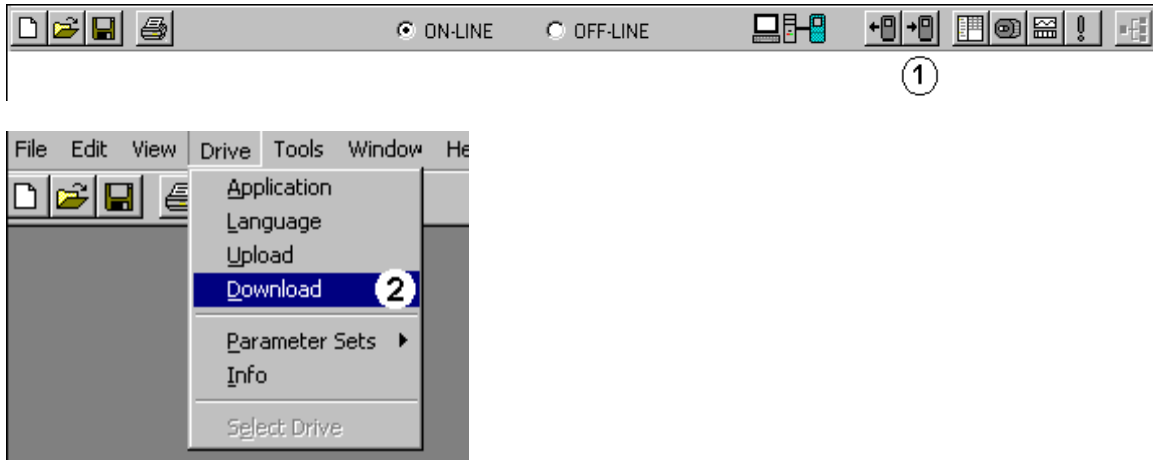 ON-LINE OFF-LINE
1
File Edit View Drive Tools Window He
Application
Language
Upload
Download 2
Parameter Sets
Info
Select Drive